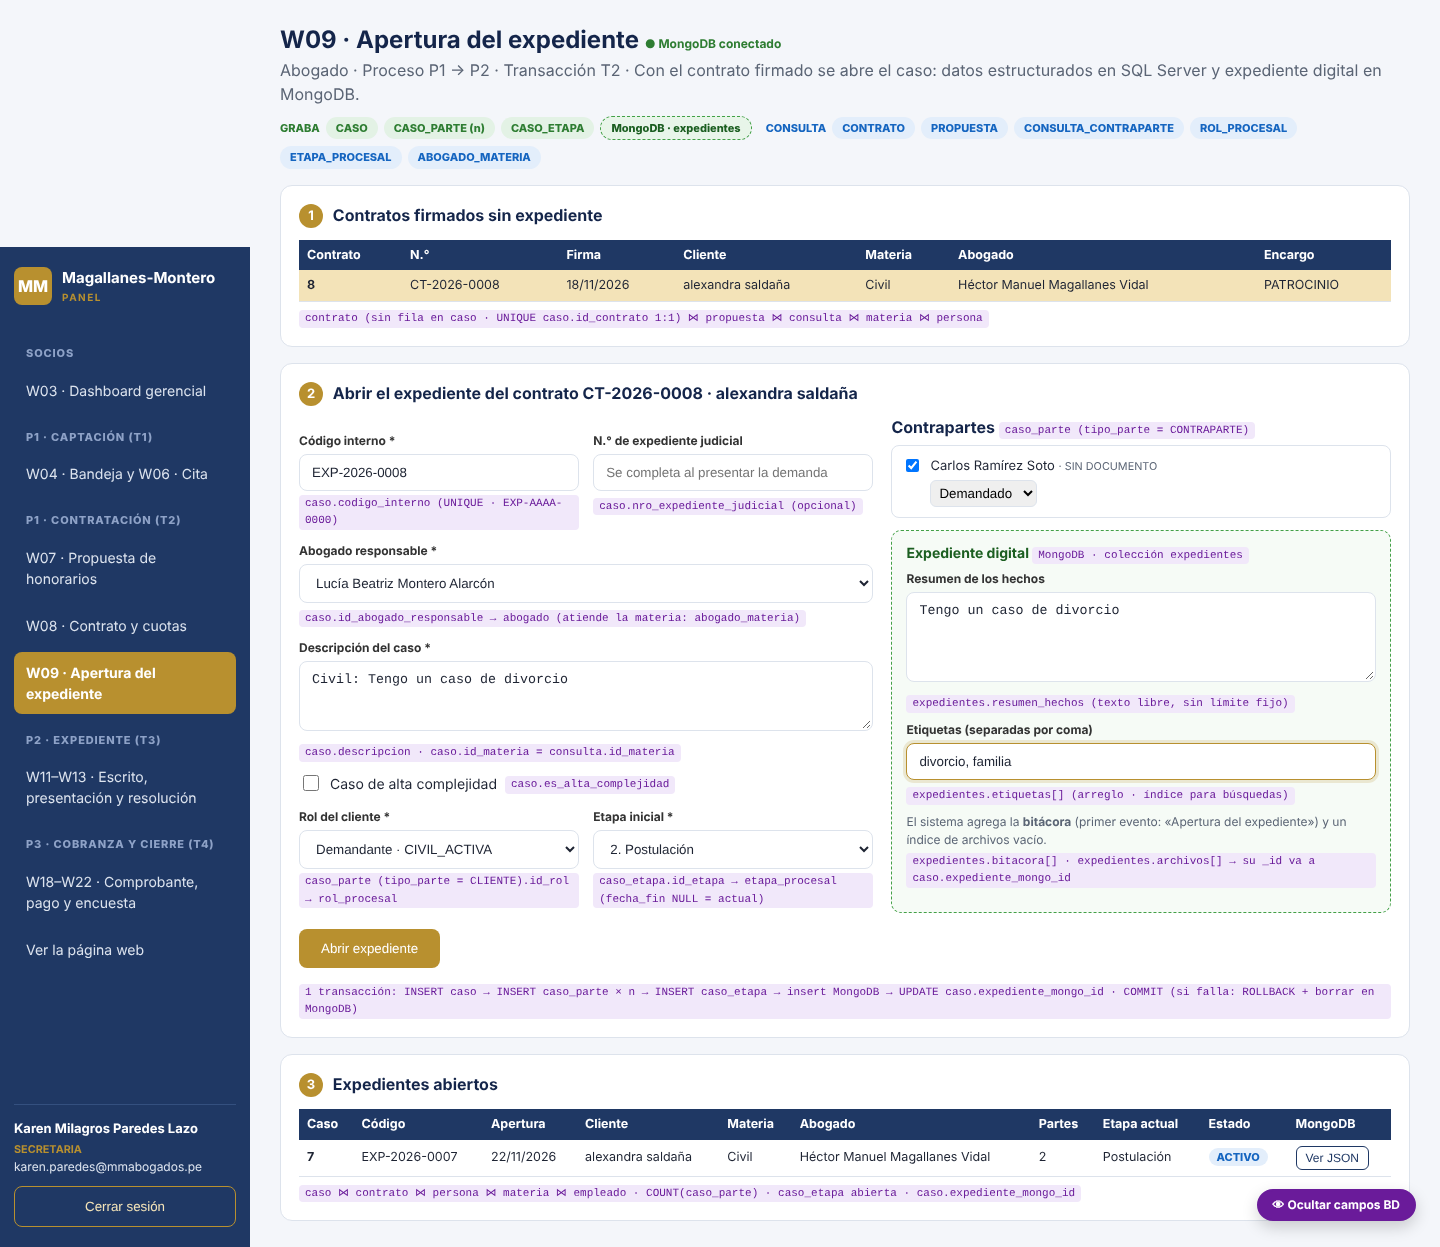 MM
Magallanes-Montero
PANEL
SOCIOS
W03 · Dashboard gerencial
P1 · CAPTACIÓN (T1)
W04 · Bandeja y W06 · Cita
P1 · CONTRATACIÓN (T2)
W07 · Propuesta de
honorarios
W08 · Contrato y cuotas
W09 · Apertura del
expediente
P2 · EXPEDIENTE (T3)
W11–W13 · Escrito,
presentación y resolución
P3 · COBRANZA Y CIERRE (T4)
W18–W22 · Comprobante,
pago y encuesta
Ver la página web
Karen Milagros Paredes Lazo
SECRETARIA
karen.paredes@mmabogados.pe
Cerrar sesión
W09 · Apertura del expediente ● MongoDB conectado
Abogado · Proceso P1 → P2 · Transacción T2 · Con el contrato firmado se abre el caso: datos estructurados en SQL Server y expediente digital en
MongoDB.
GRABA CASO CASO_PARTE (n) CASO_ETAPA MongoDB · expedientes CONSULTA CONTRATO PROPUESTA CONSULTA_CONTRAPARTE ROL_PROCESAL
ETAPA_PROCESAL ABOGADO_MATERIA
1 Contratos firmados sin expediente
Contrato N.° Firma Cliente Materia Abogado Encargo
8 CT-2026-0008 18/11/2026 alexandra saldaña Civil Héctor Manuel Magallanes Vidal PATROCINIO
contrato (sin fila en caso · UNIQUE caso.id_contrato 1:1) ⋈ propuesta ⋈ consulta ⋈ materia ⋈ persona
2 Abrir el expediente del contrato CT-2026-0008 · alexandra saldaña
Código interno * N.° de expediente judicial
EXP-2026-0008 Se completa al presentar la demanda
caso.codigo_interno (UNIQUE · EXP-AAAA-
0000)
caso.nro_expediente_judicial (opcional)
Abogado responsable *
Lucía Beatriz Montero Alarcón
caso.id_abogado_responsable → abogado (atiende la materia: abogado_materia)
Descripción del caso *
Civil: Tengo un caso de divorcio
caso.descripcion · caso.id_materia = consulta.id_materia
Caso de alta complejidad caso.es_alta_complejidad
Rol del cliente * Etapa inicial *
Demandante · CIVIL_ACTIVA 2. Postulación
caso_parte (tipo_parte = CLIENTE).id_rol
→ rol_procesal
caso_etapa.id_etapa → etapa_procesal
(fecha_fin NULL = actual)
Contrapartes caso_parte (tipo_parte = CONTRAPARTE)
Carlos Ramírez Soto · SIN DOCUMENTO
Demandado
Expediente digital MongoDB · colección expedientes
Resumen de los hechos
Tengo un caso de divorcio
expedientes.resumen_hechos (texto libre, sin límite fijo)
Etiquetas (separadas por coma)
divorcio, familia
expedientes.etiquetas[] (arreglo · índice para búsquedas)
El sistema agrega la bitácora (primer evento: «Apertura del expediente») y un
índice de archivos vacío.
expedientes.bitacora[] · expedientes.archivos[] → su _id va a
caso.expediente_mongo_id
Abrir expediente
1 transacción: INSERT caso → INSERT caso_parte × n → INSERT caso_etapa → insert MongoDB → UPDATE caso.expediente_mongo_id · COMMIT (si falla: ROLLBACK + borrar en
MongoDB)
3 Expedientes abiertos
Caso Código Apertura Cliente Materia Abogado Partes Etapa actual Estado MongoDB
7 EXP-2026-0007 22/11/2026 alexandra saldaña Civil Héctor Manuel Magallanes Vidal 2 Postulación ACTIVO Ver JSON
caso ⋈ contrato ⋈ persona ⋈ materia ⋈ empleado · COUNT(caso_parte) · caso_etapa abierta · caso.expediente_mongo_id
👁 Ocultar campos BD